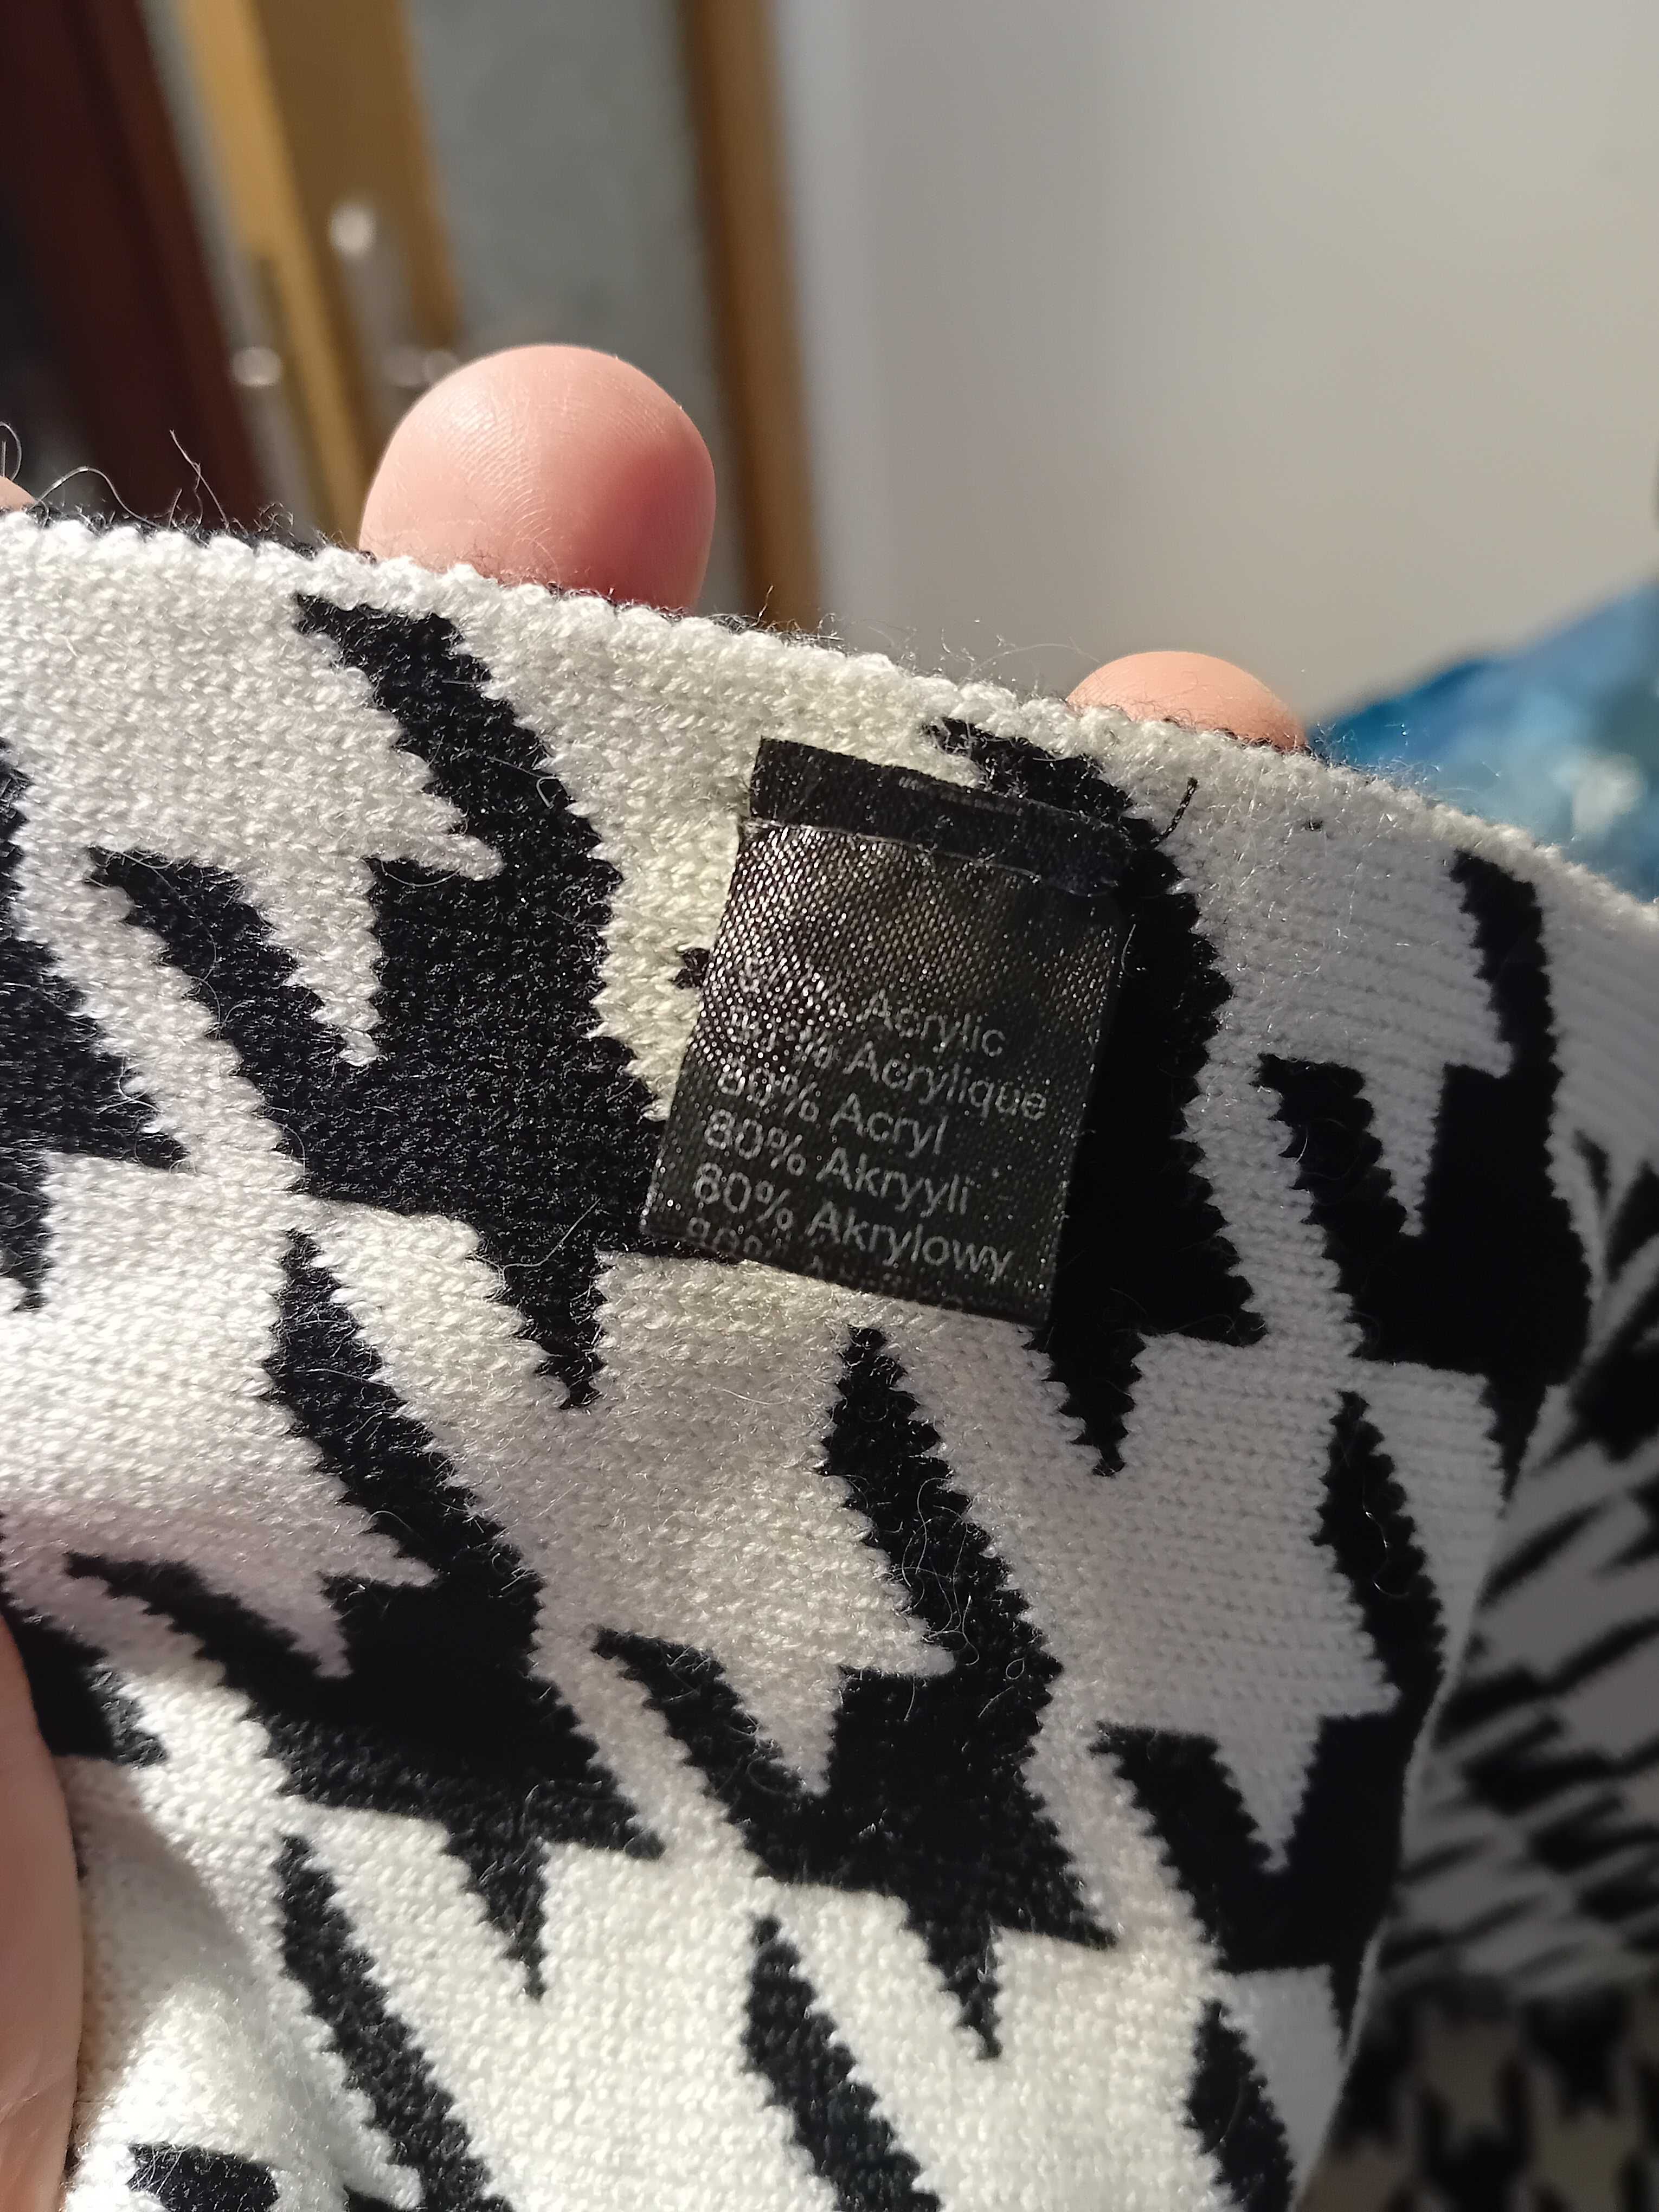 Acrylic
% Acrylique
80% Acryl
80% Akryyli
80% Akrylowy